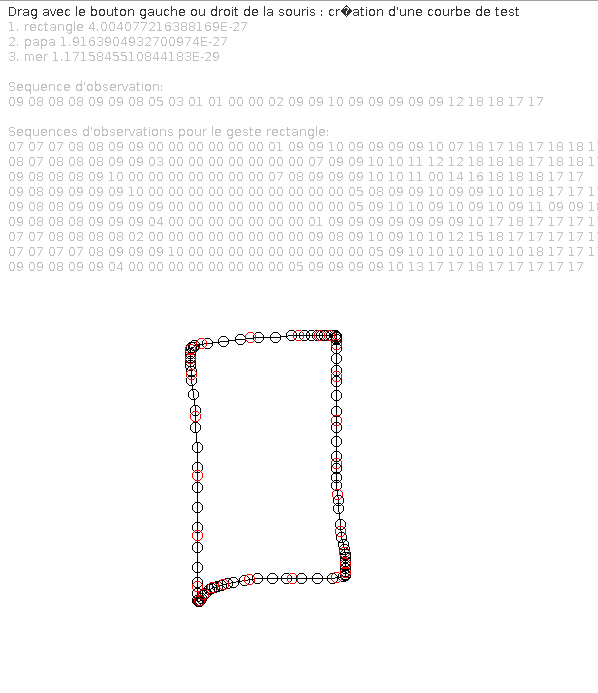 Drag avec le bouton gauche ou droit de la souris : cr�ation d'une courbe de test
1. rectangle 4.004077216388169E-27
2. papa 1.9163904932700974E-27
3. mer 1.1715845510844183E-29
Sequence d'observation:
09 08 08 08 09 09 08 05 03 01 01 00 00 02 09 09 10 09 09 09 09 09 12 18 18 17 17
Sequences d'observations pour le geste rectangle:
07 07 07 08 08 09 09 00 00 00 00 00 00 00 01 09 09 10 09 09 09 09 10 07 18 17 18 17 18 18 1
08 07 08 08 08 09 09 03 00 00 00 00 00 00 00 07 09 09 10 10 11 12 12 18 18 18 17 18 18 1
09 08 08 08 09 10 00 00 00 00 00 00 00 07 08 09 09 09 10 10 11 00 14 16 18 18 18 17 17
09 08 09 09 09 09 10 00 00 00 00 00 00 00 00 00 05 08 09 09 10 09 09 10 10 18 17 17 1
09 08 08 09 09 09 09 09 00 00 00 00 00 00 00 00 05 09 10 10 09 10 09 10 09 11 09 09 1
09 08 08 08 09 09 04 00 00 00 00 00 00 00 01 09 09 09 09 09 09 10 17 18 17 17 17 1
07 07 08 08 08 02 00 00 00 00 00 00 00 00 09 08 09 10 09 10 10 12 15 18 17 17 17 1
07 07 07 07 08 09 09 09 10 00 00 00 00 00 00 00 00 05 09 10 10 10 10 10 18 17 17 1
09 09 08 09 09 04 00 00 00 00 00 00 00 05 09 09 09 09 10 13 17 17 18 17 17 17 17 17